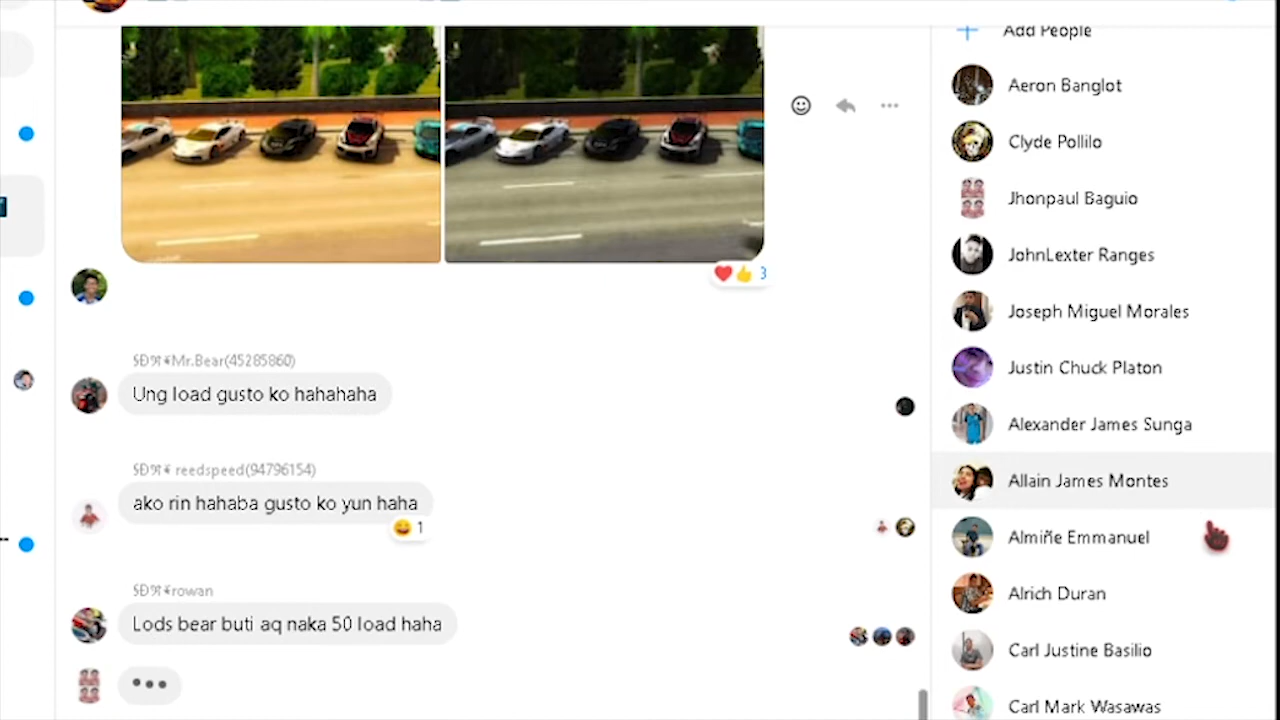 Add People
Aeron Banglot
Clyde Pollilo
Jhonpaul Baguio
JohnLexter Ranges
Joseph Miguel Morales
Justin Chuck Platon
Alexander James Sunga
Allain James Montes
Almiñe Emmanuel
Alrich Duran
Carl Justine Basilio
Carl Mark Wasawas
3
Mr.Bear(45285860)
Ung load gusto ko hahahaha
reedspeed(94796154)
ako rin hahaba gusto ko yun haha
1
rowan
Lods bear buti aq naka 50 load haha